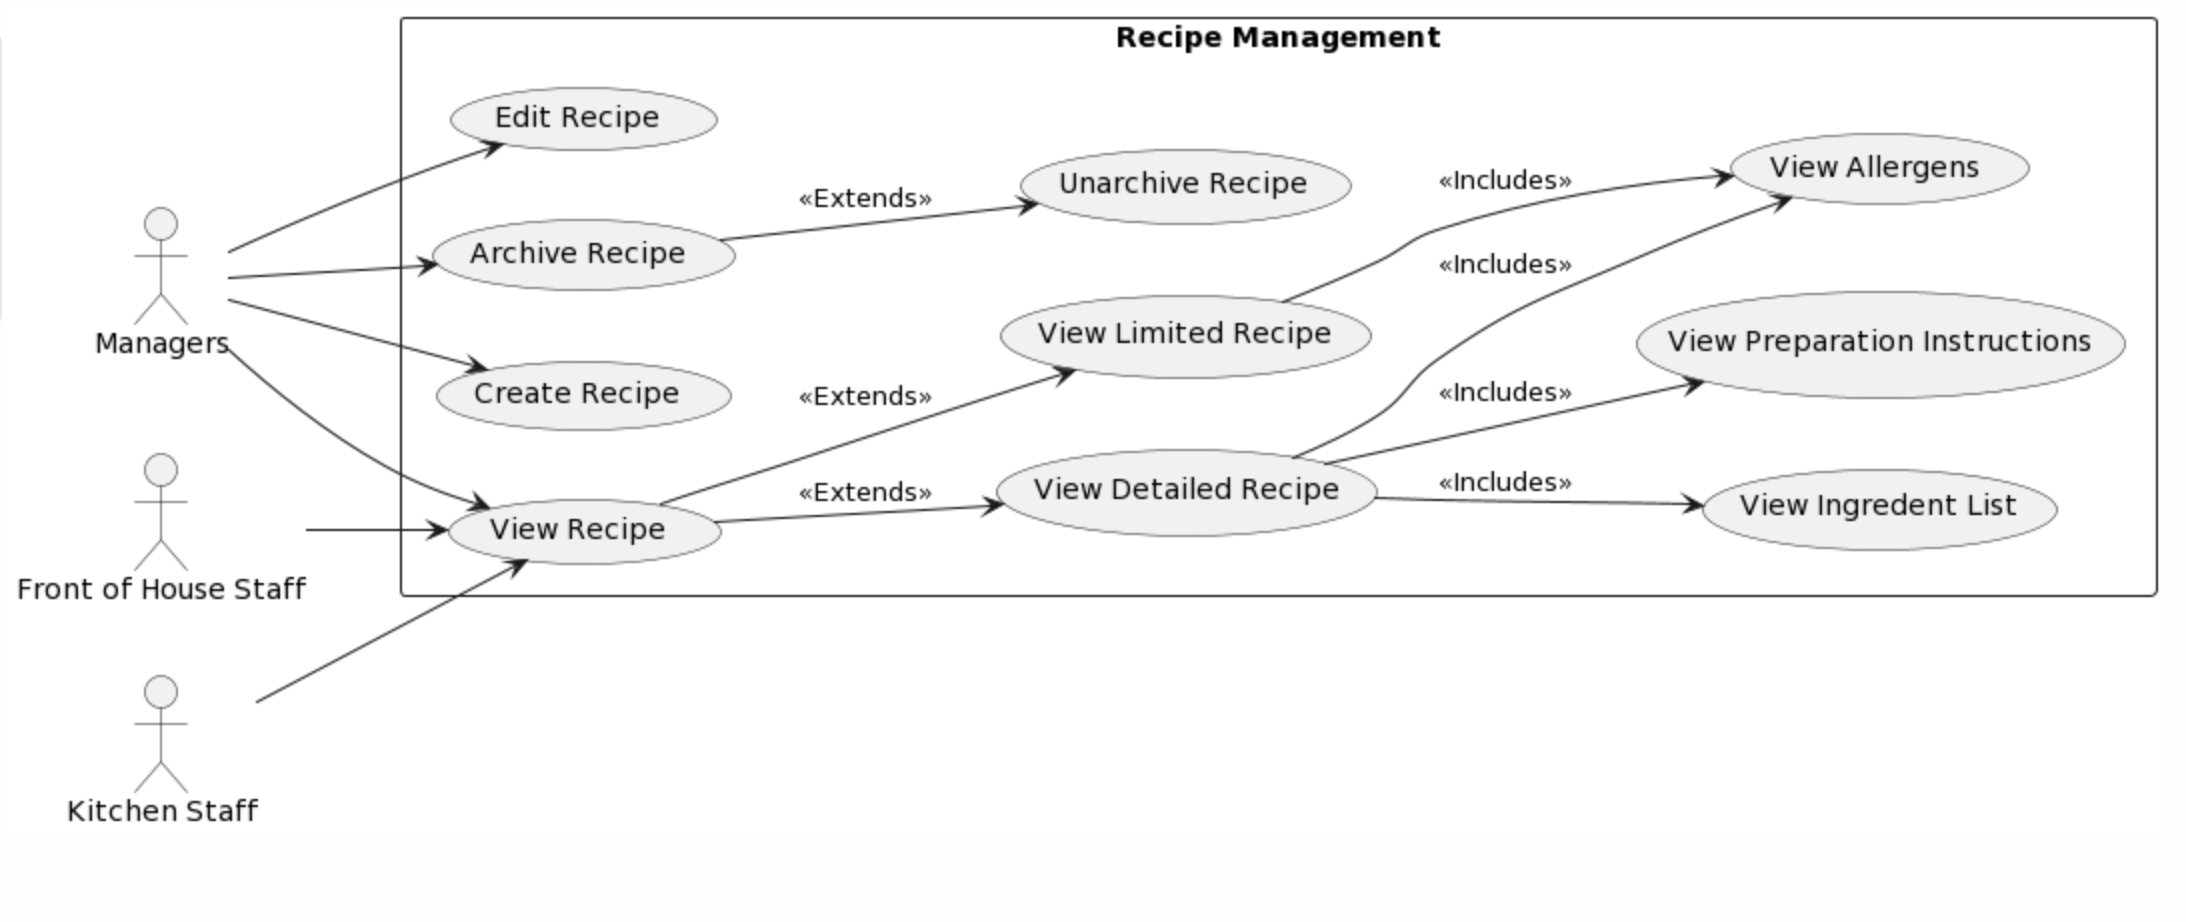 Recipe Management
Edit Recipe
View Allergens
«Includes»
Unarchive Recipe
«Extends»
Archive Recipe
«Includes»
View Limited Recipe
View Preparation Instructions
Managers
«Includes»
Create Recipe
«Extends»
«Includes»
View Detailed Recipe
«Extends»
View Ingredent List
View Recipe
Front of House Staff
Kitchen Staff